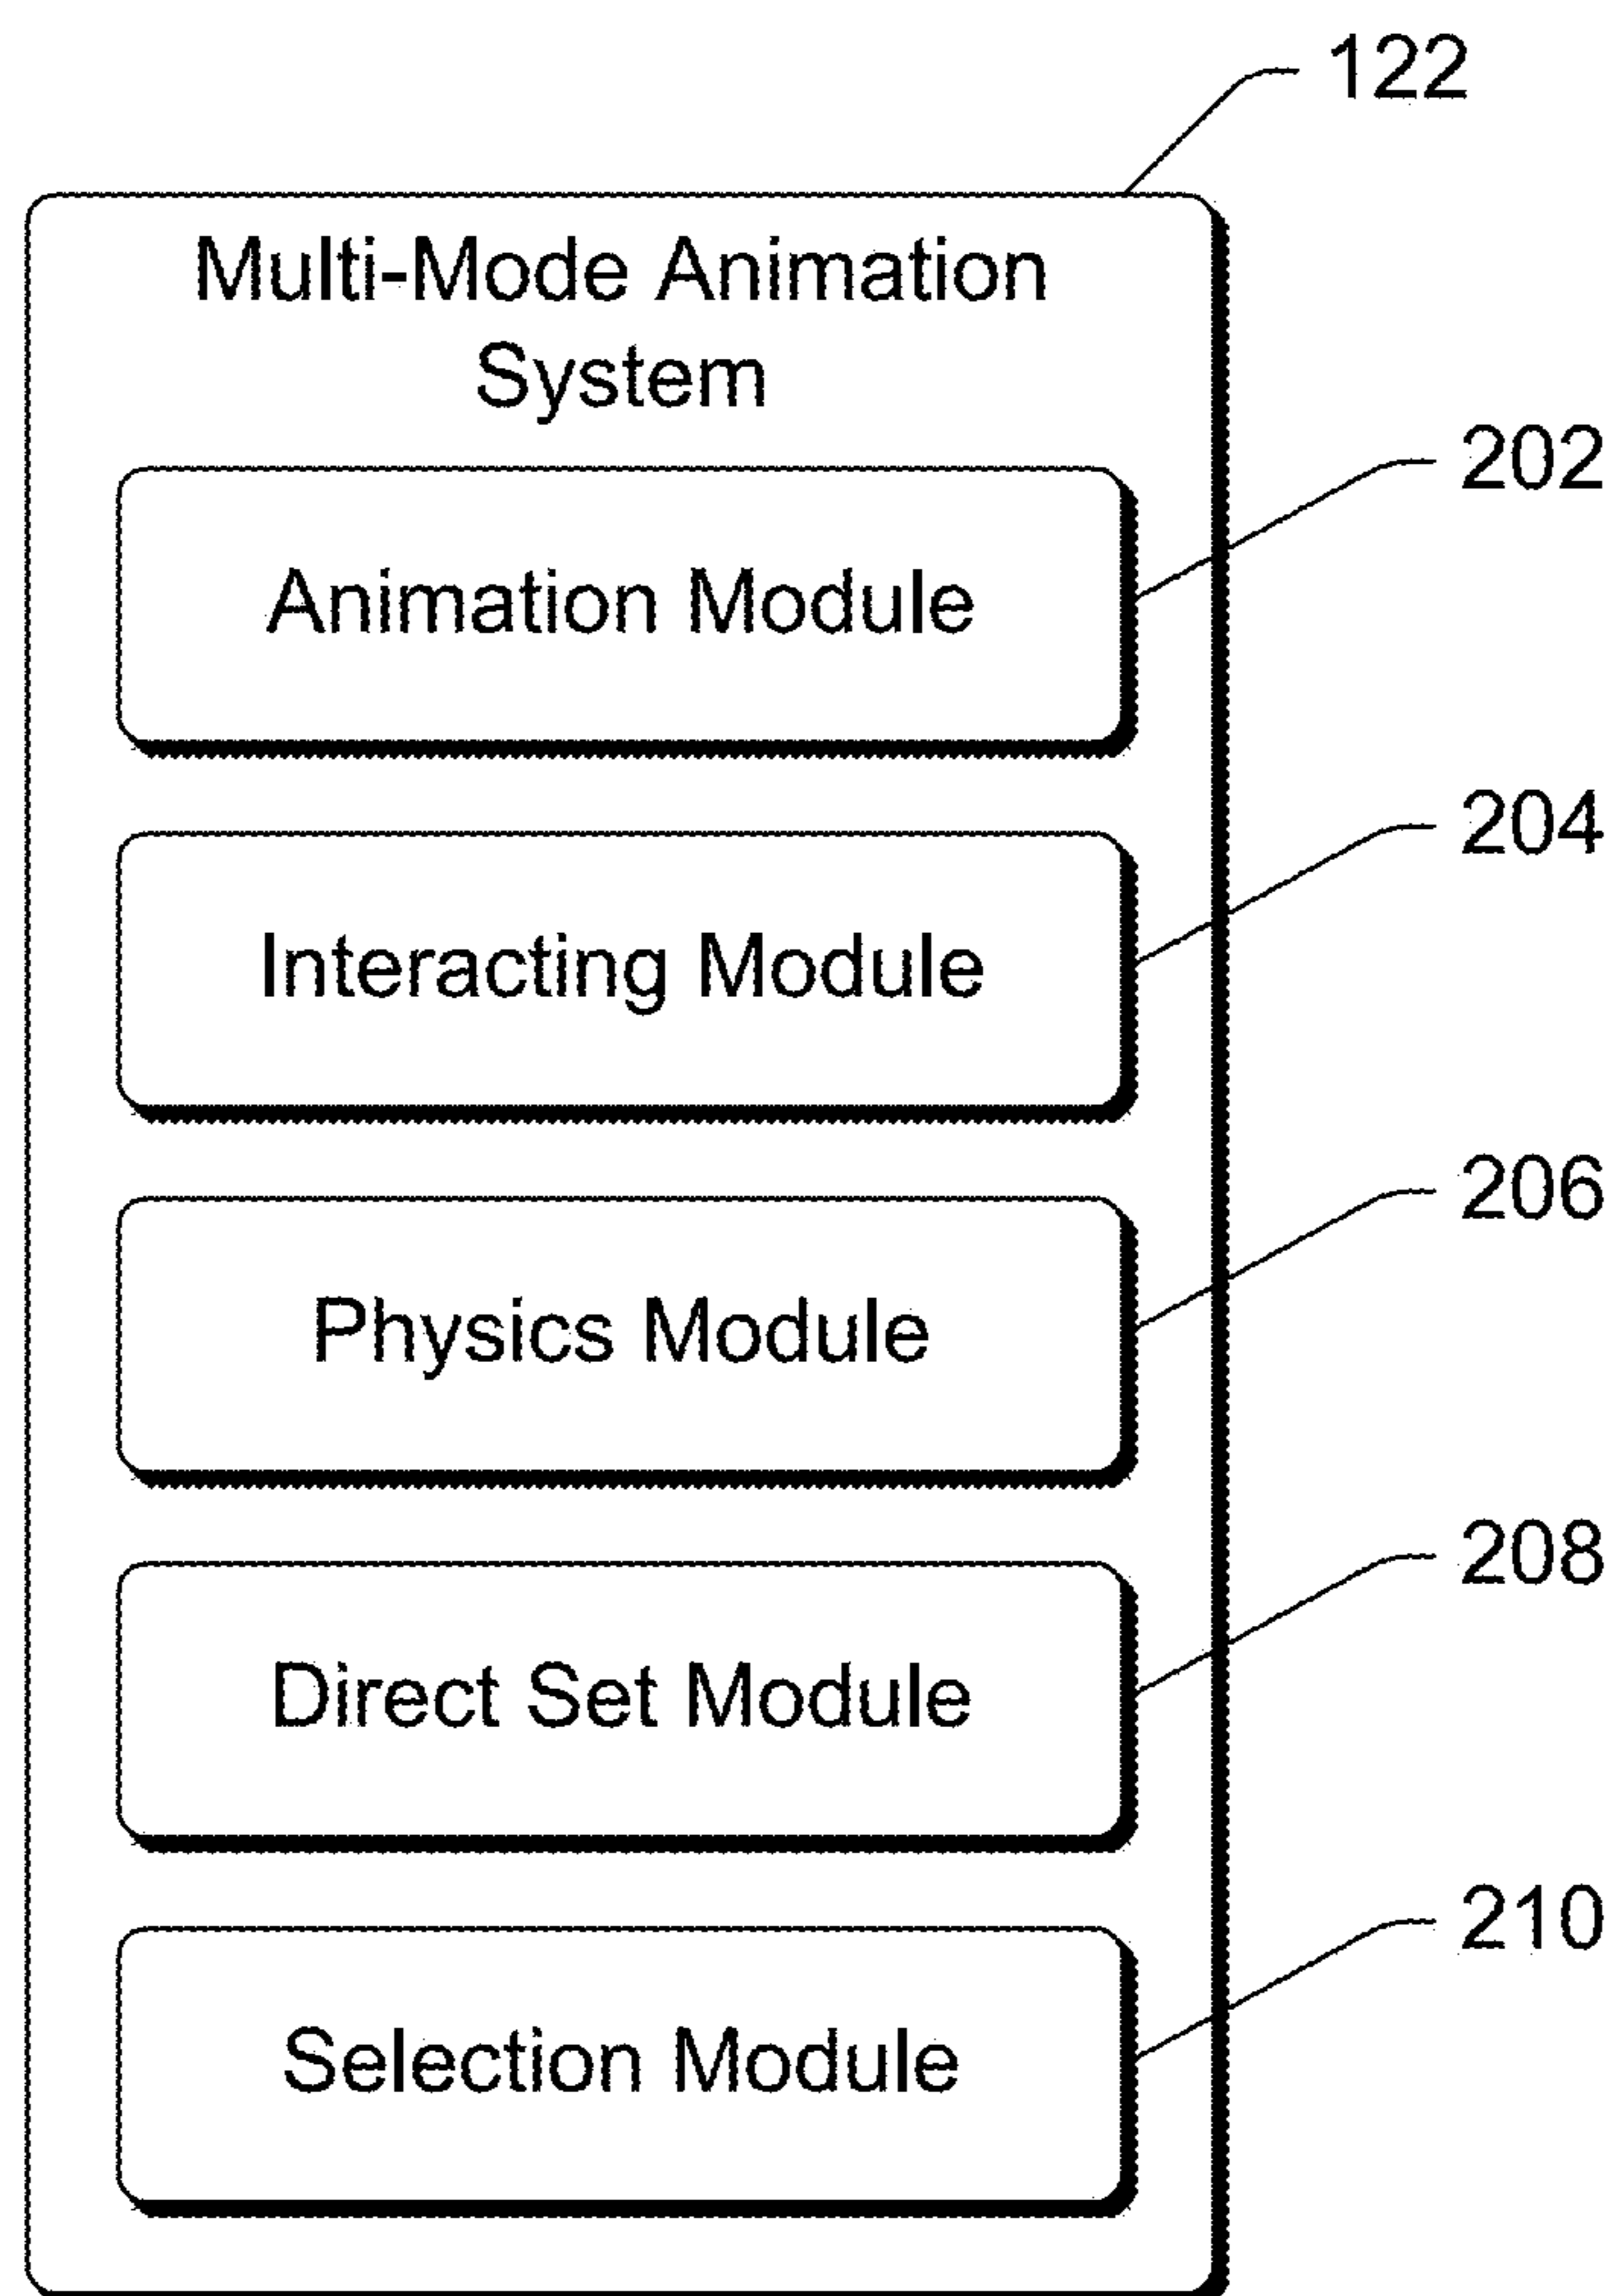 122
Multi-Mode Animation
System
202
Animation Module
204
Interacting Module
206
Physics Module
208
Direct Set Module
210
Selection Module